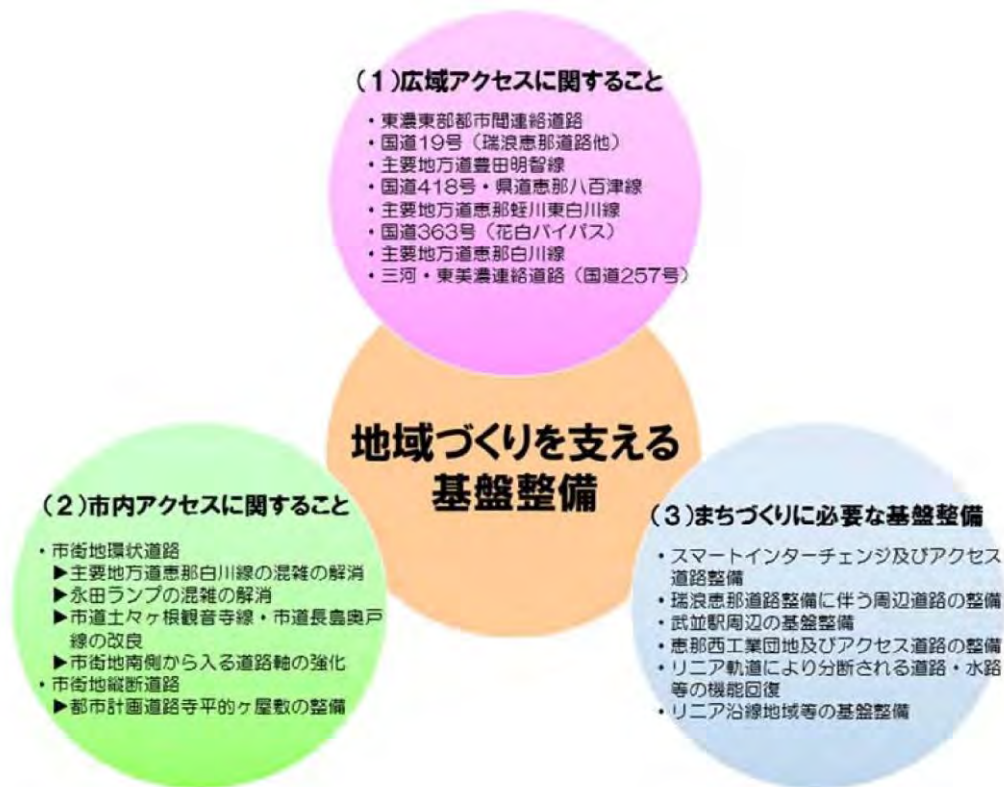 (1)広域アクセスに関すること
・東濃東部都市間連絡道路
・国道19号(瑞浪恵那道路他)
・主要地方道豊田明智線
・国道418号・県道恵那八百津線
・主要地方道恵那蛭川東白川線
・国道363号(花白バイパス)
・主要地方道恵那白川線
・三河・東美濃連絡道路(国道257号)
地域づくりを支える
基盤整備
(2)市内アクセスに関すること
・市街地環状道路
▶主要地方道恵那白川線の混雑の解消
▶永田ランプの混雑の解消
▶市道土々ヶ根観音寺線・市道長島奥戸
線の改良
▶市街地南側から入る道路軸の強化
・市街地縦断道路
▶都市計画道路寺平的ヶ屋敷の整備
(3)まちづくりに必要な基盤整備
・スマートインターチェンジ及びアクセス
道路整備
・瑞浪恵那道路整備に伴う周辺道路の整備
・武並駅周辺の基盤整備
・恵那西工業団地及びアクセス道路の整備
・リニア軌道により分断される道路・水路
等の機能回復
・リニア沿線地域等の基盤整備